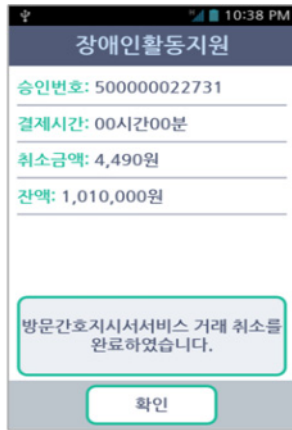 10:38 PM
장애인활동지원
승인번호: 500000022731
결제시간: 00시간00분
취소금액: 4,490원
잔액: 1,010,000원
방문간호지시서서비스 거래 취소를
완료하였습니다.
확인